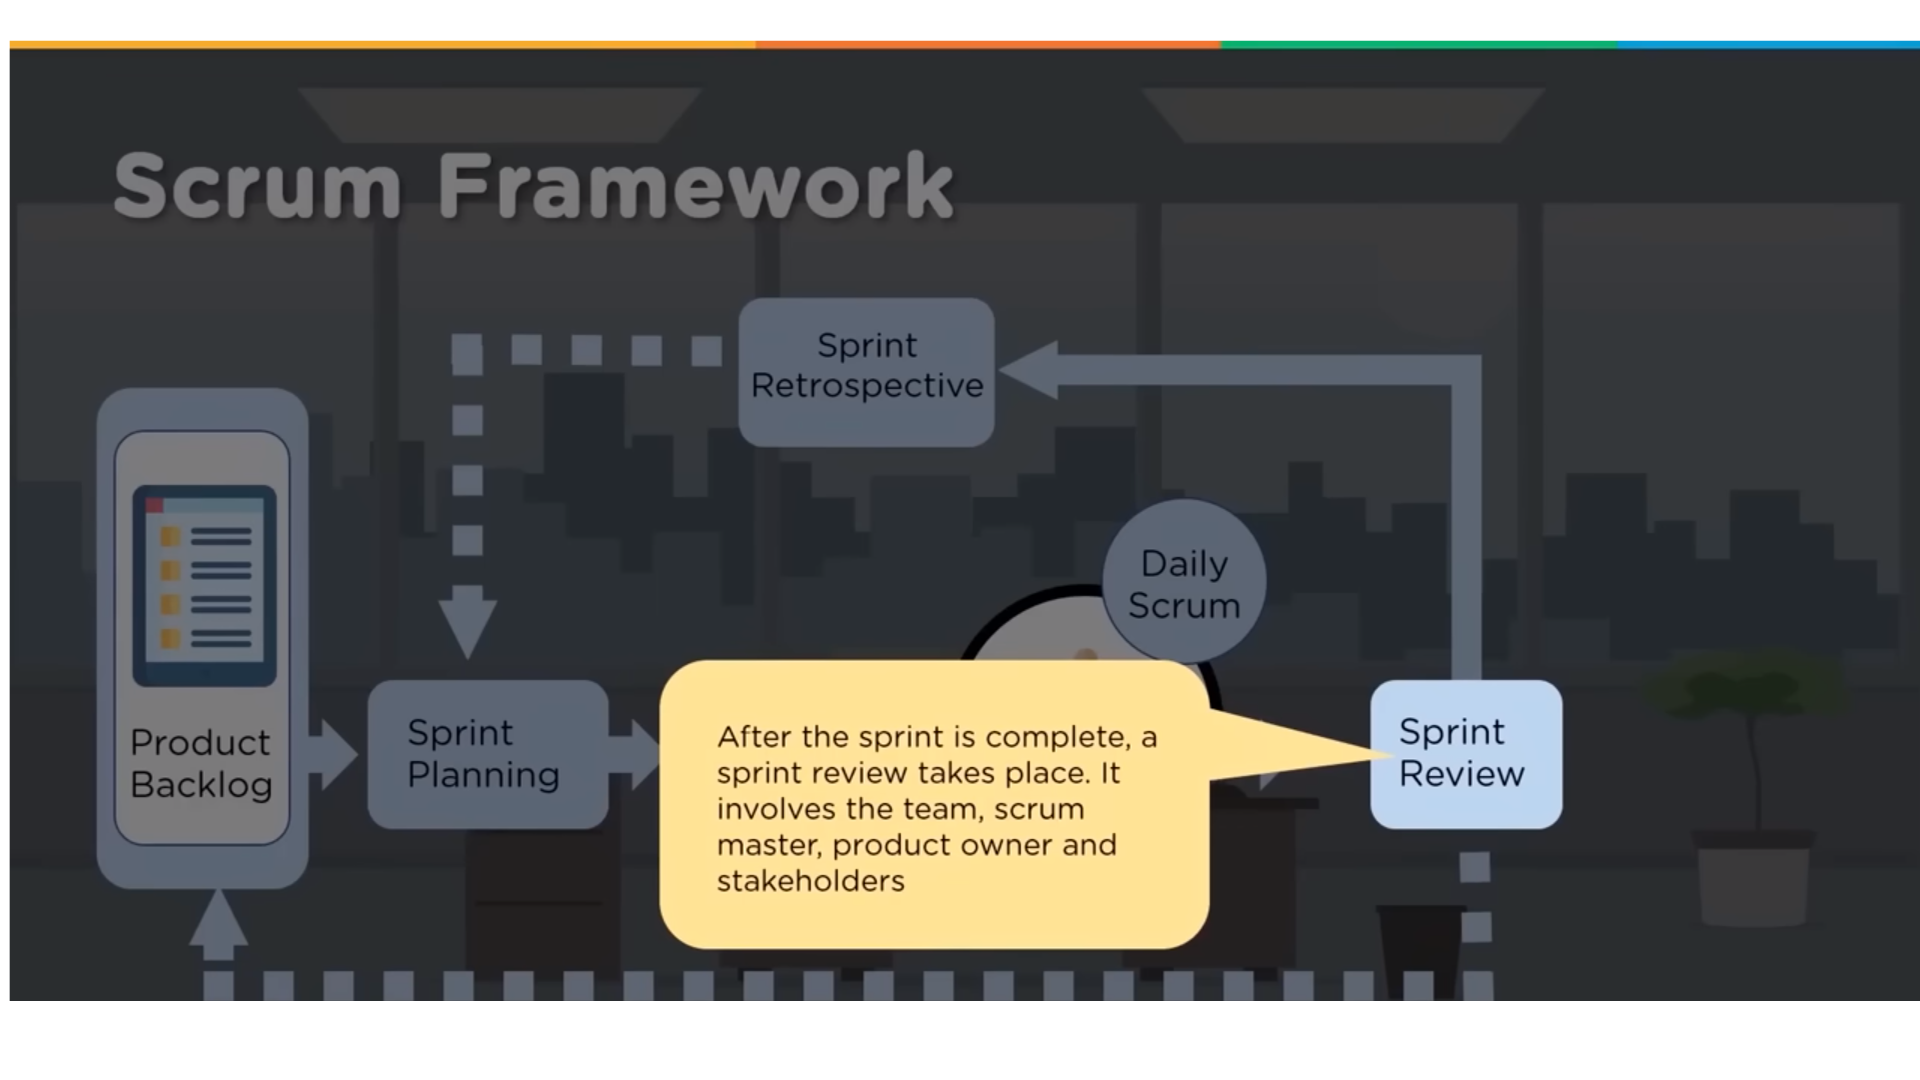 Scrum Framework
Sprint
Retrospective
Daily
Scrum
Product
Backlog
Sprint
Planning
After the sprint is complete, a
sprint review takes place. It
involves the team, scrum
master, product owner and
stakeholders
Sprint
Review